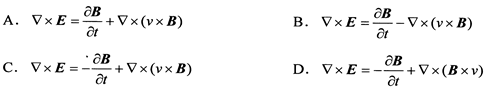 A. ∇×E = ∂B/∂t + ∇×(v×B)
B. ∇×E = ∂B/∂t − ∇×(v×B)
C. ∇×E = −∂B/∂t + ∇×(v×B)
D. ∇×E = −∂B/∂t + ∇×(B×v)